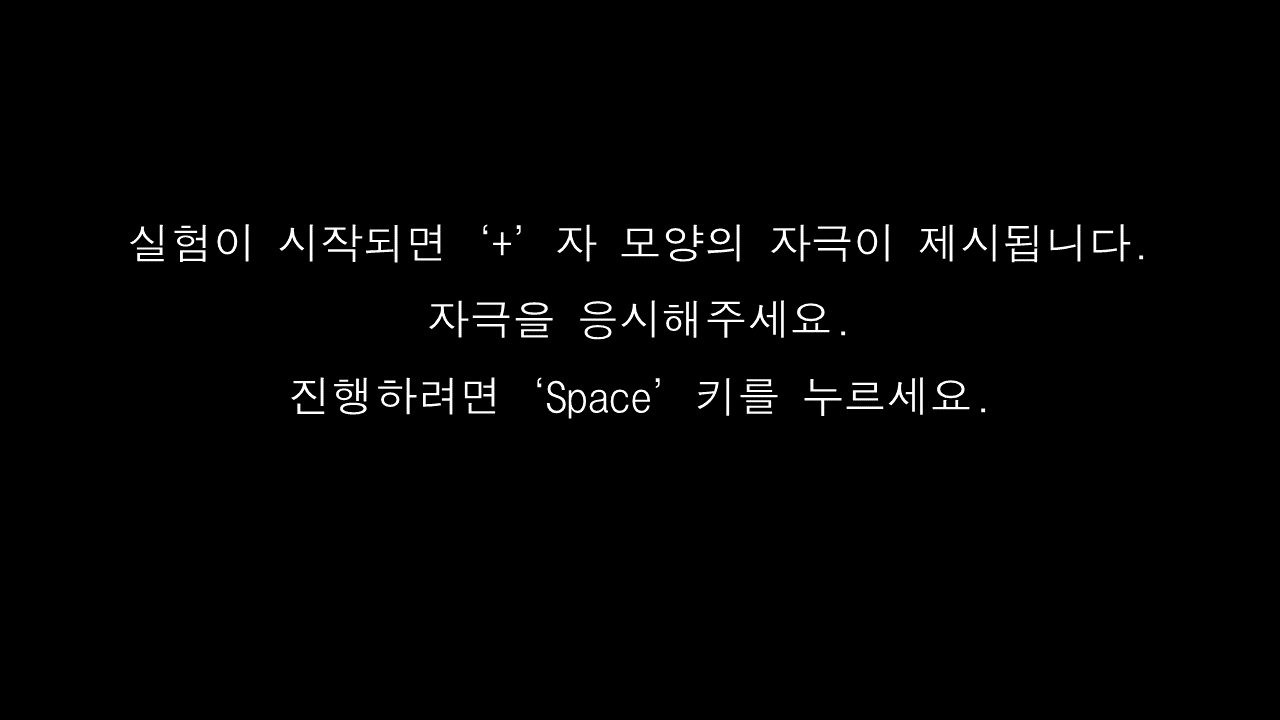 실험이 시작되면 ‘+’ 자 모양의 자극이 제시됩니다.
자극을 응시해주세요.
진행하려면 ‘Space’ 키를 누르세요.